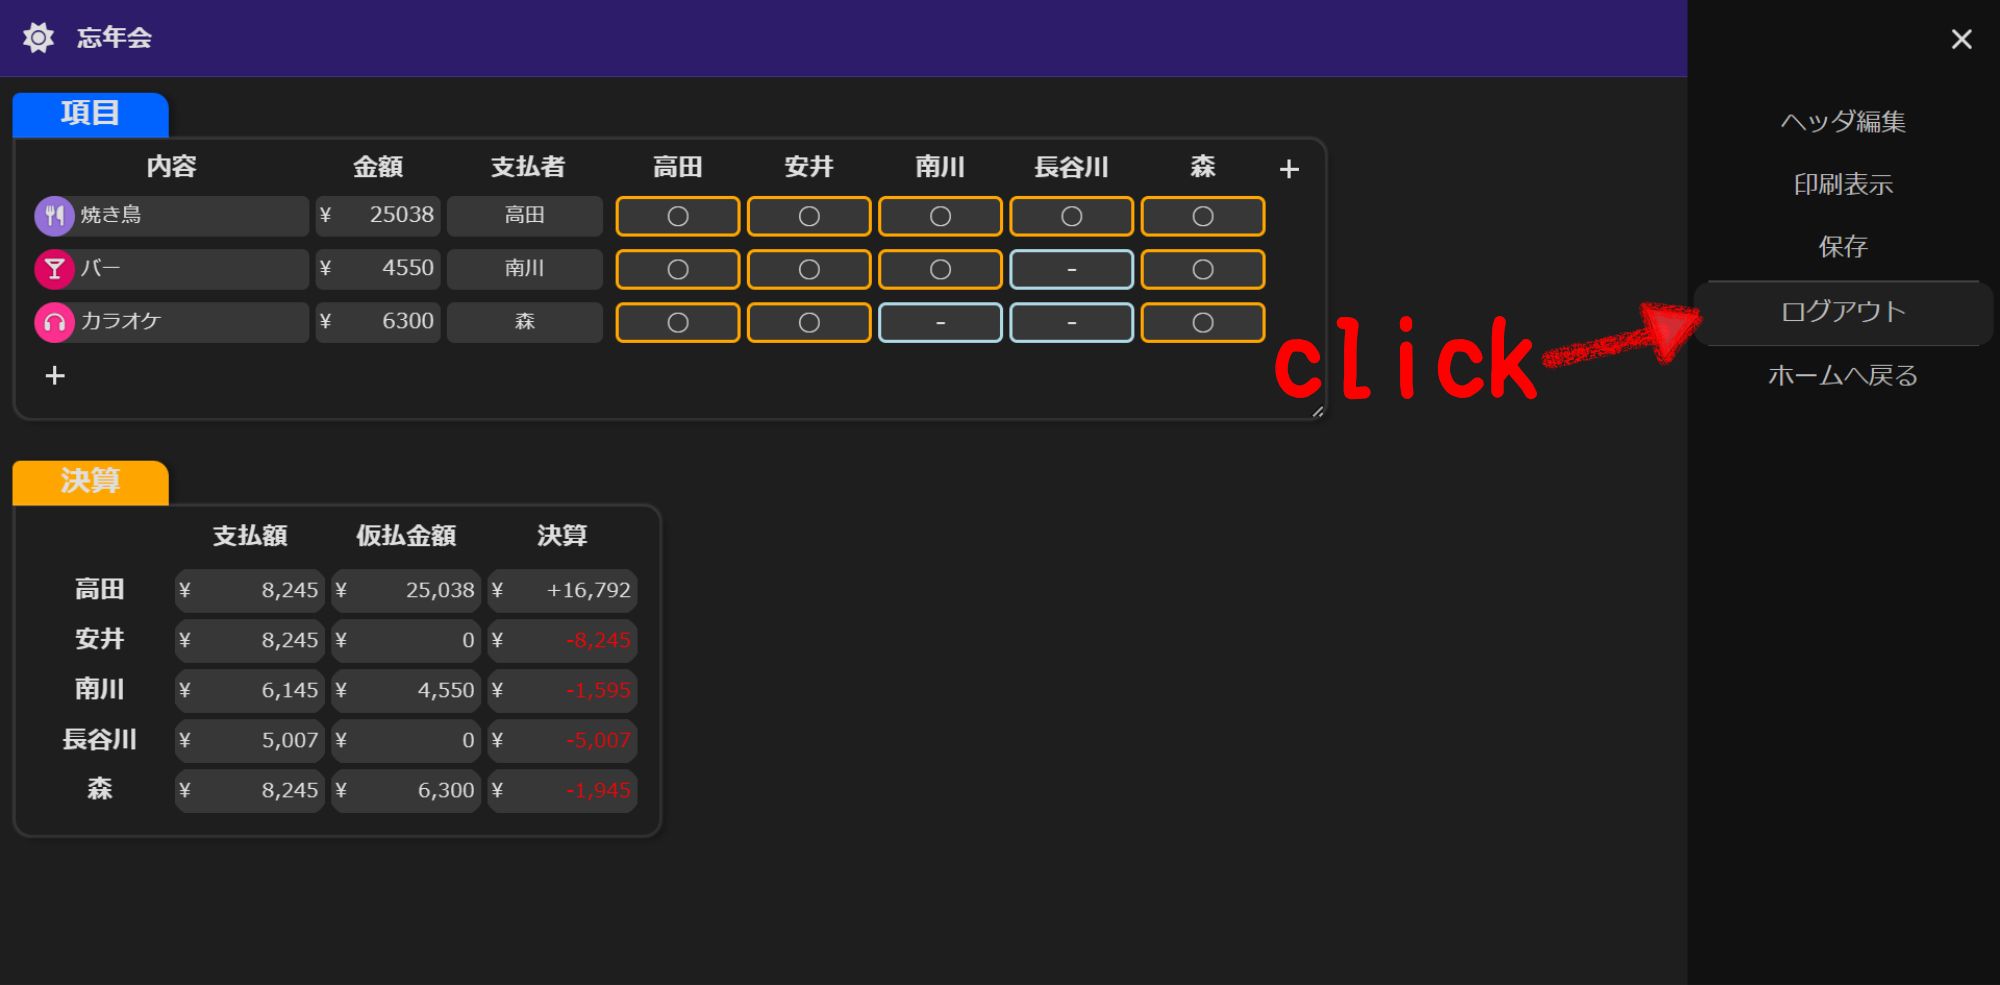 忘年会
項目
内容 金額 支払者 高田 安井 南川 長谷川 森 +
焼き鳥 ¥ 25038 高田 ○ ○ ○ ○ ○
バー ¥ 4550 南川 ○ ○ ○ - ○
カラオケ ¥ 6300 森 ○ ○ - - ○
+
決算
支払額 仮払金額 決算
高田 ¥ 8,245 ¥ 25,038 ¥ +16,792
安井 ¥ 8,245 ¥ 0 ¥ -8,245
南川 ¥ 6,145 ¥ 4,550 ¥ -1,595
長谷川 ¥ 5,007 ¥ 0 ¥ -5,007
森 ¥ 8,245 ¥ 6,300 ¥ -1,945
click
×
ヘッダ編集
印刷表示
保存
ログアウト
ホームへ戻る